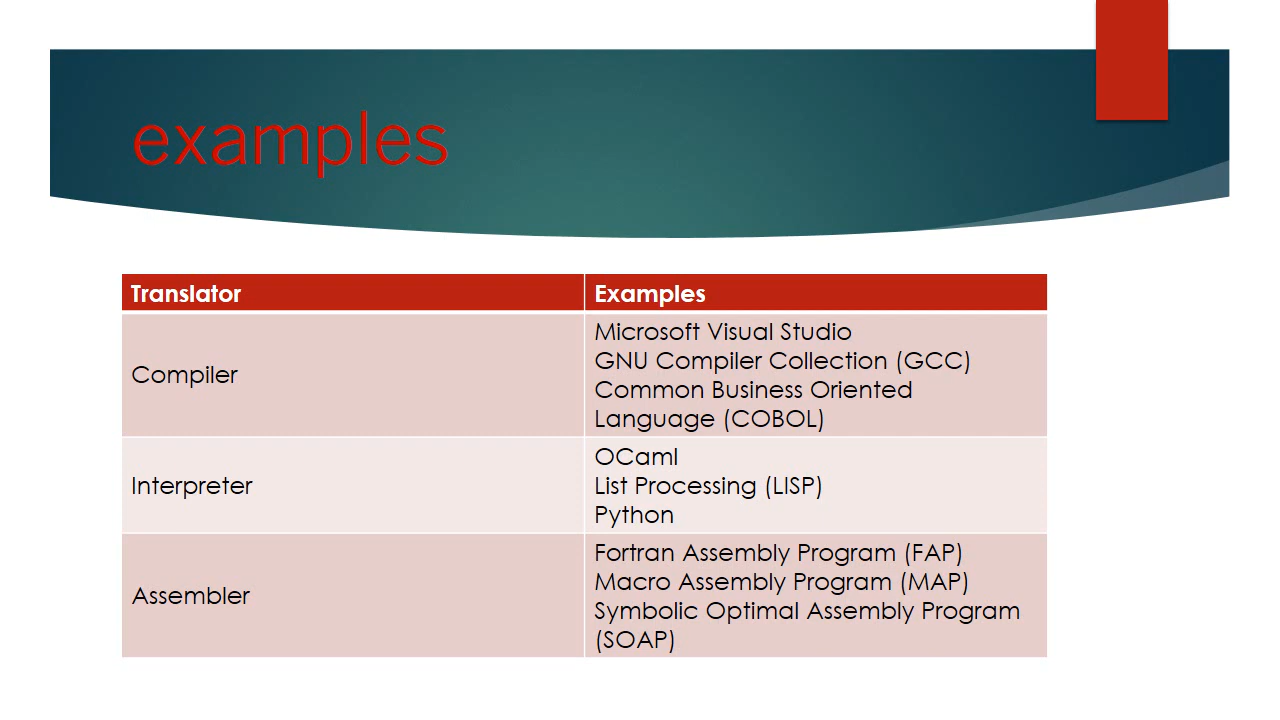 examples
Translator
Examples
Compiler
Microsoft Visual Studio
GNU Compiler Collection (GCC)
Common Business Oriented
Language (COBOL)
Interpreter
OCaml
List Processing (LISP)
Python
Assembler
Fortran Assembly Program (FAP)
Macro Assembly Program (MAP)
Symbolic Optimal Assembly Program
(SOAP)